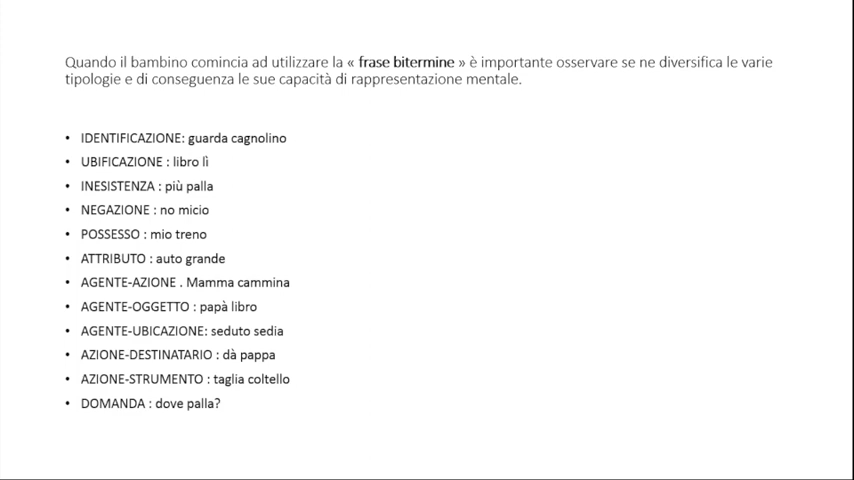 Quando il bambino comincia ad utilizzare la « frase bitermine » è importante osservare se ne diversifica le varie
tipologie e di conseguenza le sue capacità di rappresentazione mentale.
• IDENTIFICAZIONE: guarda cagnolino
• UBIFICAZIONE : libro lì
• INESISTENZA : più palla
• NEGAZIONE : no micio
• POSSESSO : mio treno
• ATTRIBUTO : auto grande
• AGENTE-AZIONE . Mamma cammina
• AGENTE-OGGETTO : papà libro
• AGENTE-UBICAZIONE: seduto sedia
• AZIONE-DESTINATARIO : dà pappa
• AZIONE-STRUMENTO : taglia coltello
• DOMANDA : dove palla?